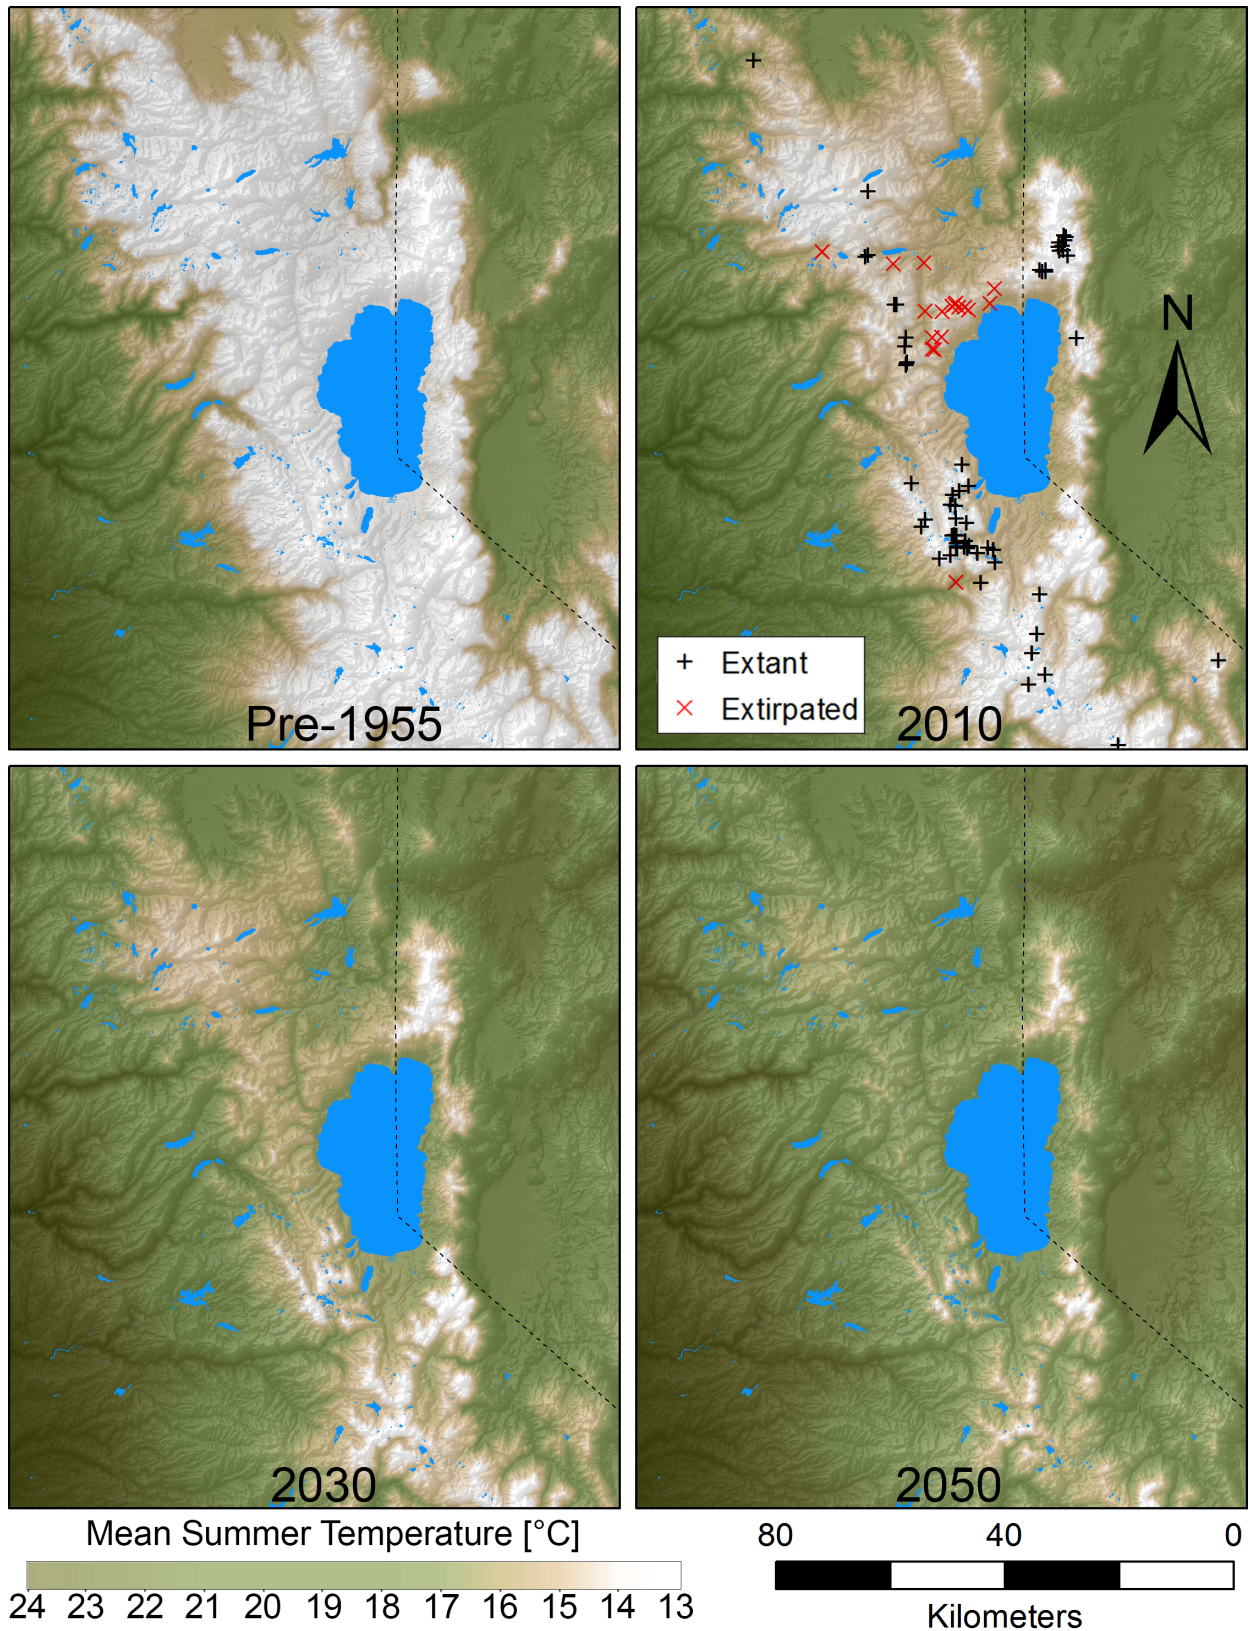 N
+ Extant
× Extirpated
Pre-1955
2010
2030
2050
Mean Summer Temperature [°C]
24 23 22 21 20 19 18 17 16 15 14 13
80 40 0
Kilometers